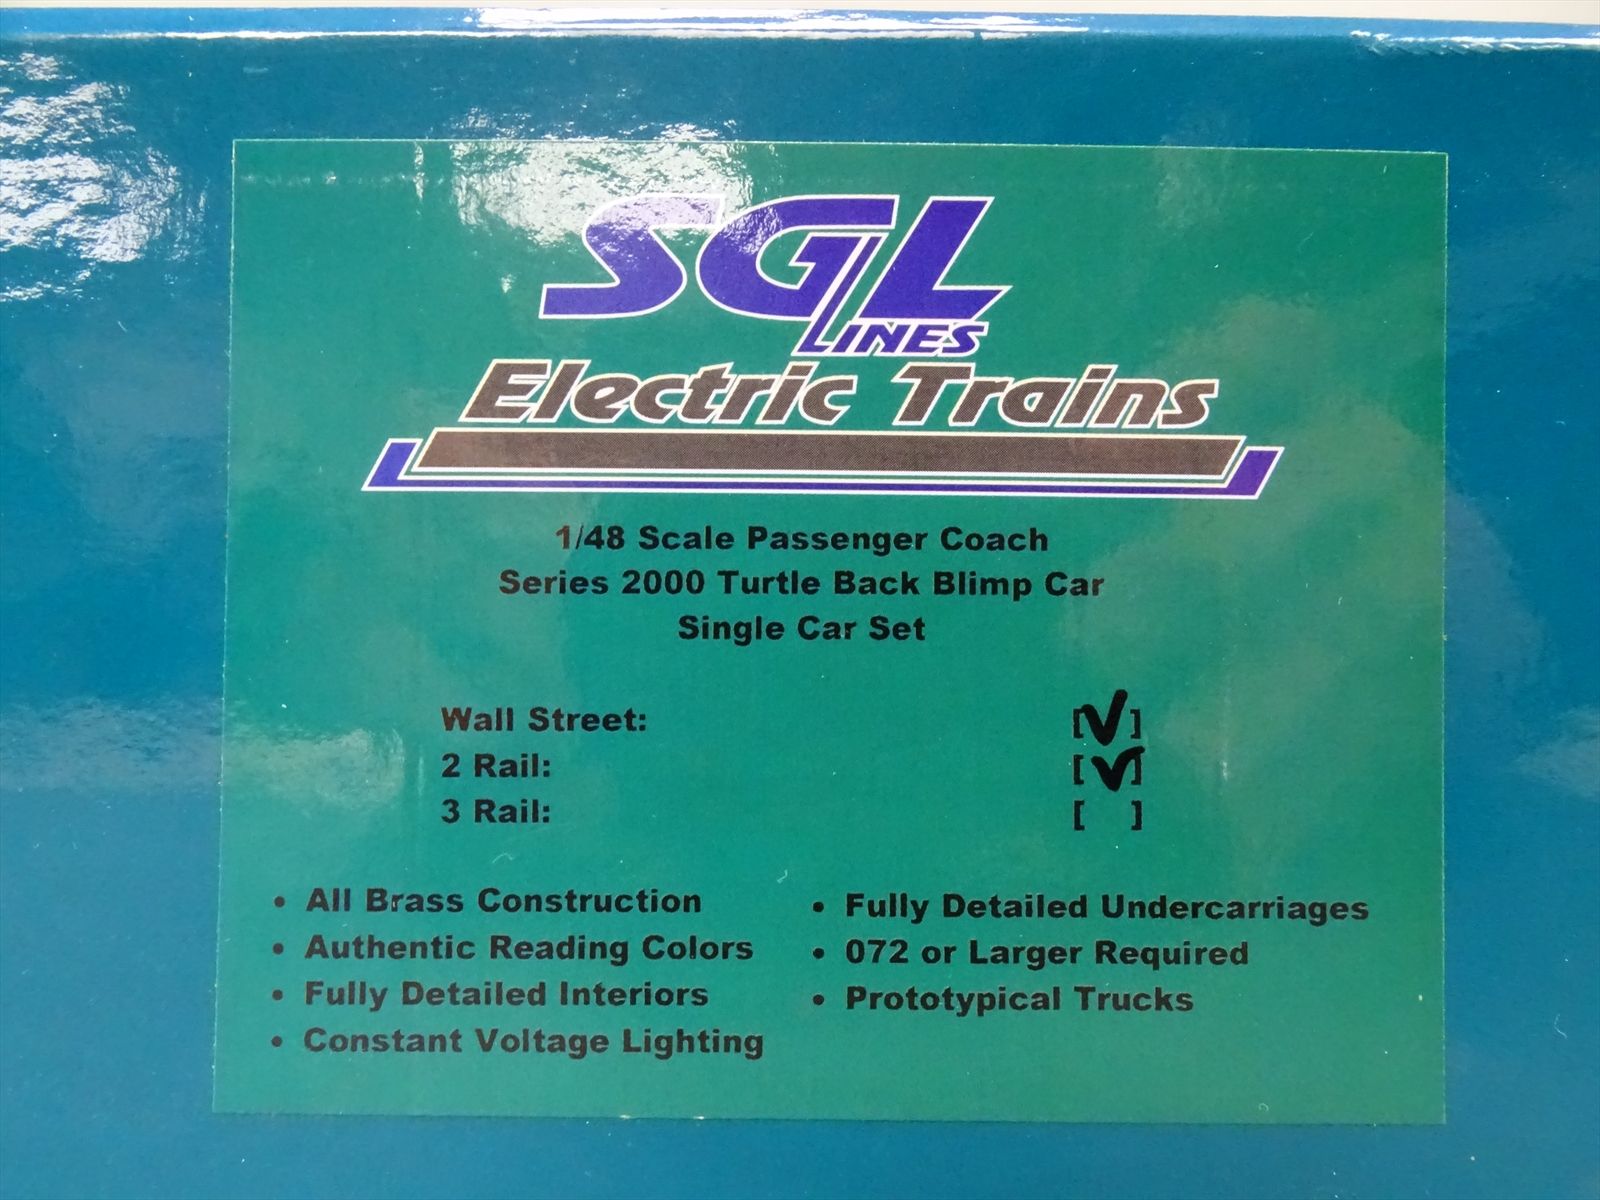 SGL
LINES
Electric Trains
1/48 Scale Passenger Coach
Series 2000 Turtle Back Blimp Car
Single Car Set
Wall Street: [✓]
2 Rail: [✓]
3 Rail: [ ]
• All Brass Construction
• Authentic Reading Colors
• Fully Detailed Interiors
• Constant Voltage Lighting
• Fully Detailed Undercarriages
• 072 or Larger Required
• Prototypical Trucks